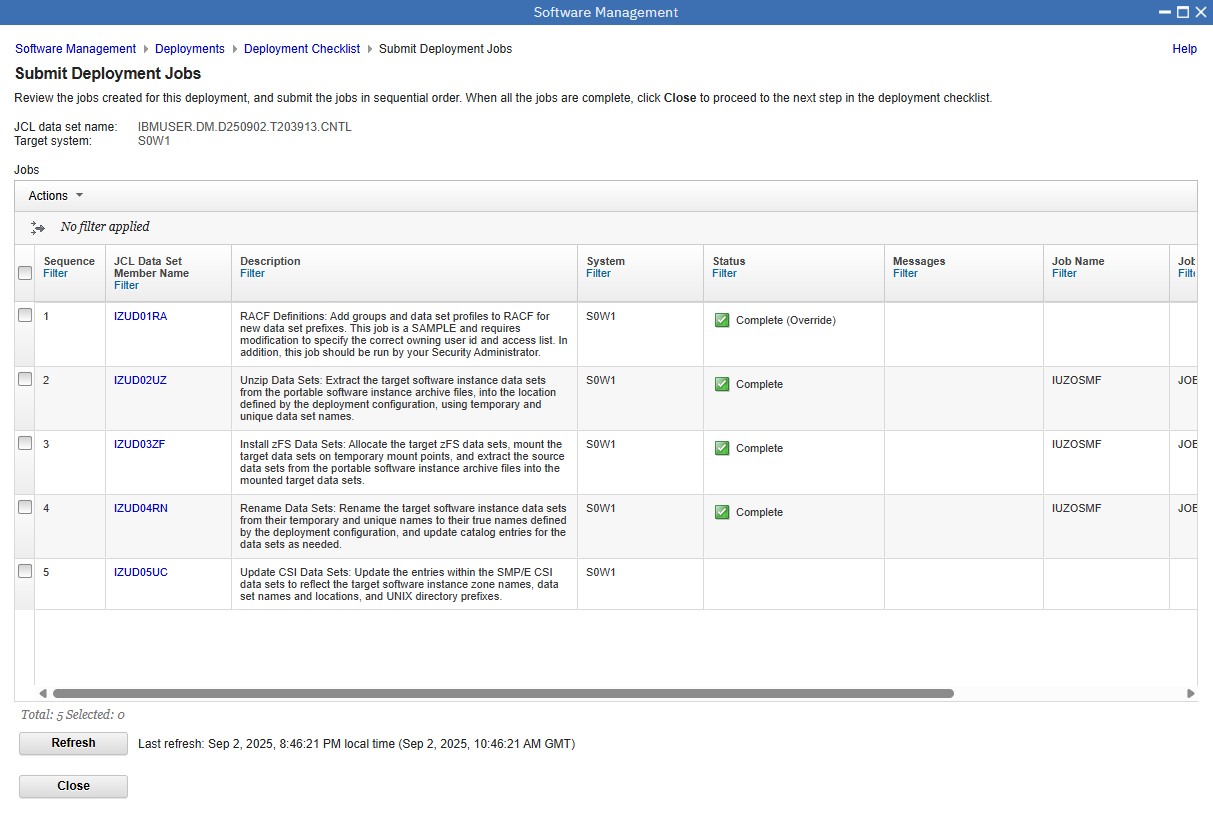 Software Management
Software Management Deployments Deployment Checklist Submit Deployment Jobs Help
Submit Deployment Jobs
Review the jobs created for this deployment, and submit the jobs in sequential order. When all the jobs are complete, click Close to proceed to the next step in the deployment checklist.
JCL data set name: IBMUSER.DM.D250902.T203913.CNTL
Target system: S0W1
Jobs
Actions
No filter applied
Sequence
Filter
JCL Data Set
Member Name
Filter
Description
Filter
System
Filter
Status
Filter
Messages
Filter
Job Name
Filter
Job
Filte
1
IZUD01RA
RACF Definitions: Add groups and data set profiles to RACF for
new data set prefixes. This job is a SAMPLE and requires
modification to specify the correct owning user id and access list. In
addition, this job should be run by your Security Administrator.
S0W1
Complete (Override)
2
IZUD02UZ
Unzip Data Sets: Extract the target software instance data sets
from the portable software instance archive files, into the location
defined by the deployment configuration, using temporary and
unique data set names.
S0W1
Complete
IUZOSMF
JOB
3
IZUD03ZF
Install zFS Data Sets: Allocate the target zFS data sets, mount the
target data sets on temporary mount points, and extract the source
data sets from the portable software instance archive files into the
mounted target data sets.
S0W1
Complete
IUZOSMF
JOB
4
IZUD04RN
Rename Data Sets: Rename the target software instance data sets
from their temporary and unique names to their true names defined
by the deployment configuration, and update catalog entries for the
data sets as needed.
S0W1
Complete
IUZOSMF
JOB
5
IZUD05UC
Update CSI Data Sets: Update the entries within the SMP/E CSI
data sets to reflect the target software instance zone names, data
set names and locations, and UNIX directory prefixes.
S0W1
Total: 5 Selected: 0
Refresh Last refresh: Sep 2, 2025, 8:46:21 PM local time (Sep 2, 2025, 10:46:21 AM GMT)
Close